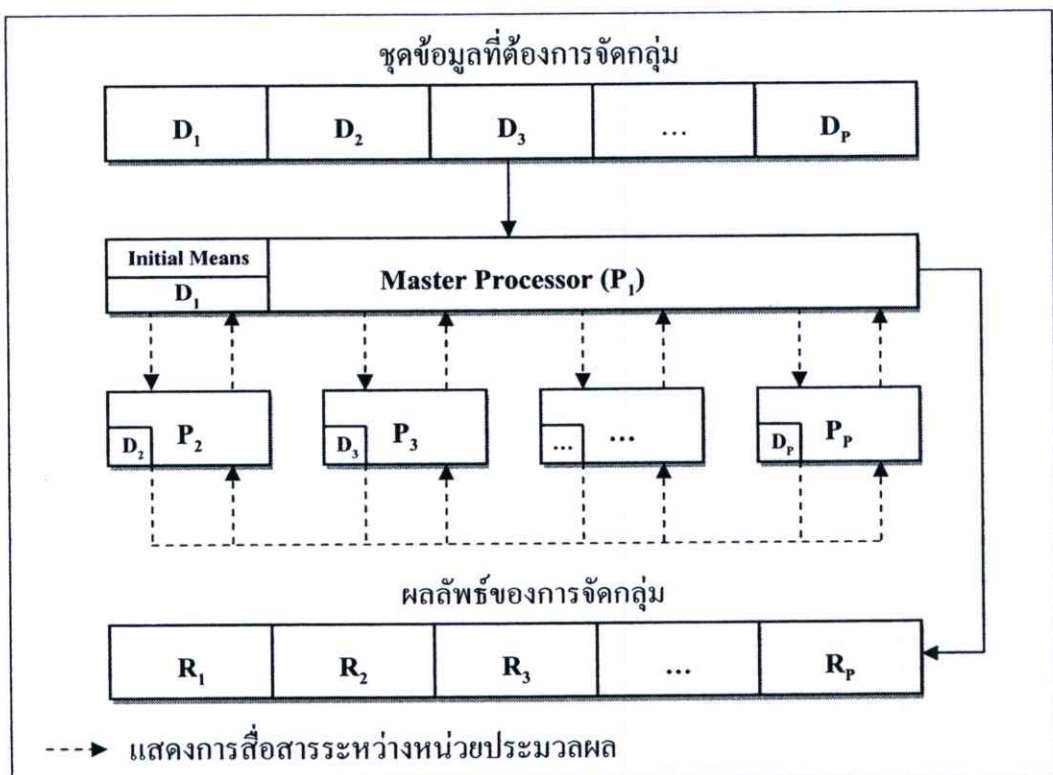 ชุดข้อมูลที่ต้องการจัดกลุ่ม
D₁ D₂ D₃ ... D_P
Initial Means
D₁
Master Processor (P₁)
P₂ P₃ ... P_P
D₂ D₃ ... D_P
ผลลัพธ์ของการจัดกลุ่ม
R₁ R₂ R₃ ... R_P
แสดงการสื่อสารระหว่างหน่วยประมวลผล